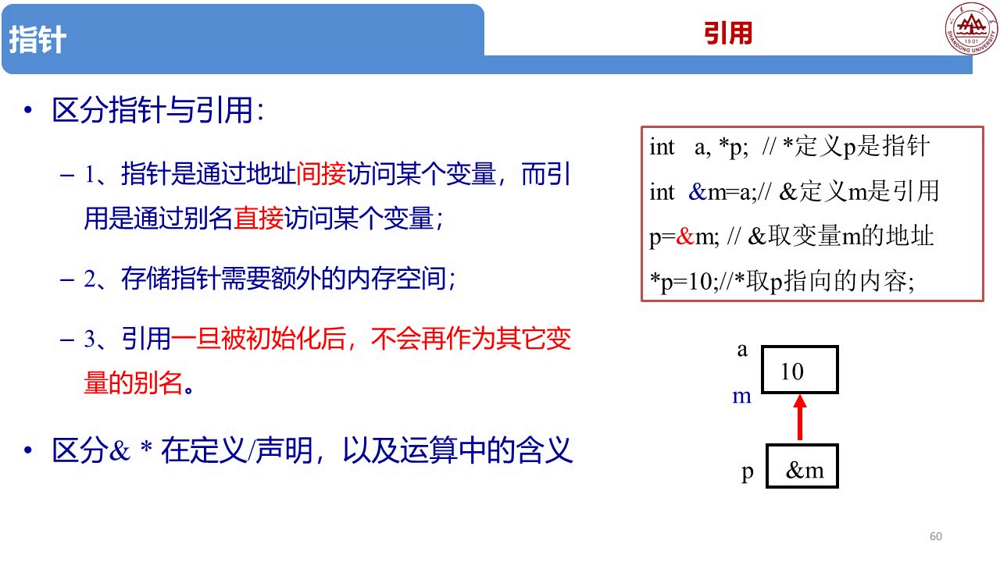 指针
引用
SHANDONG UNIVERSITY
1901
• 区分指针与引用：
– 1、指针是通过地址间接访问某个变量，而引
用是通过别名直接访问某个变量；
– 2、存储指针需要额外的内存空间；
– 3、引用一旦被初始化后，不会再作为其它变
量的别名。
• 区分& * 在定义/声明，以及运算中的含义
int a, *p; // *定义p是指针
int &m=a;// &定义m是引用
p=&m; // &取变量m的地址
*p=10;//*取p指向的内容;
a
10
m
p
&m
60